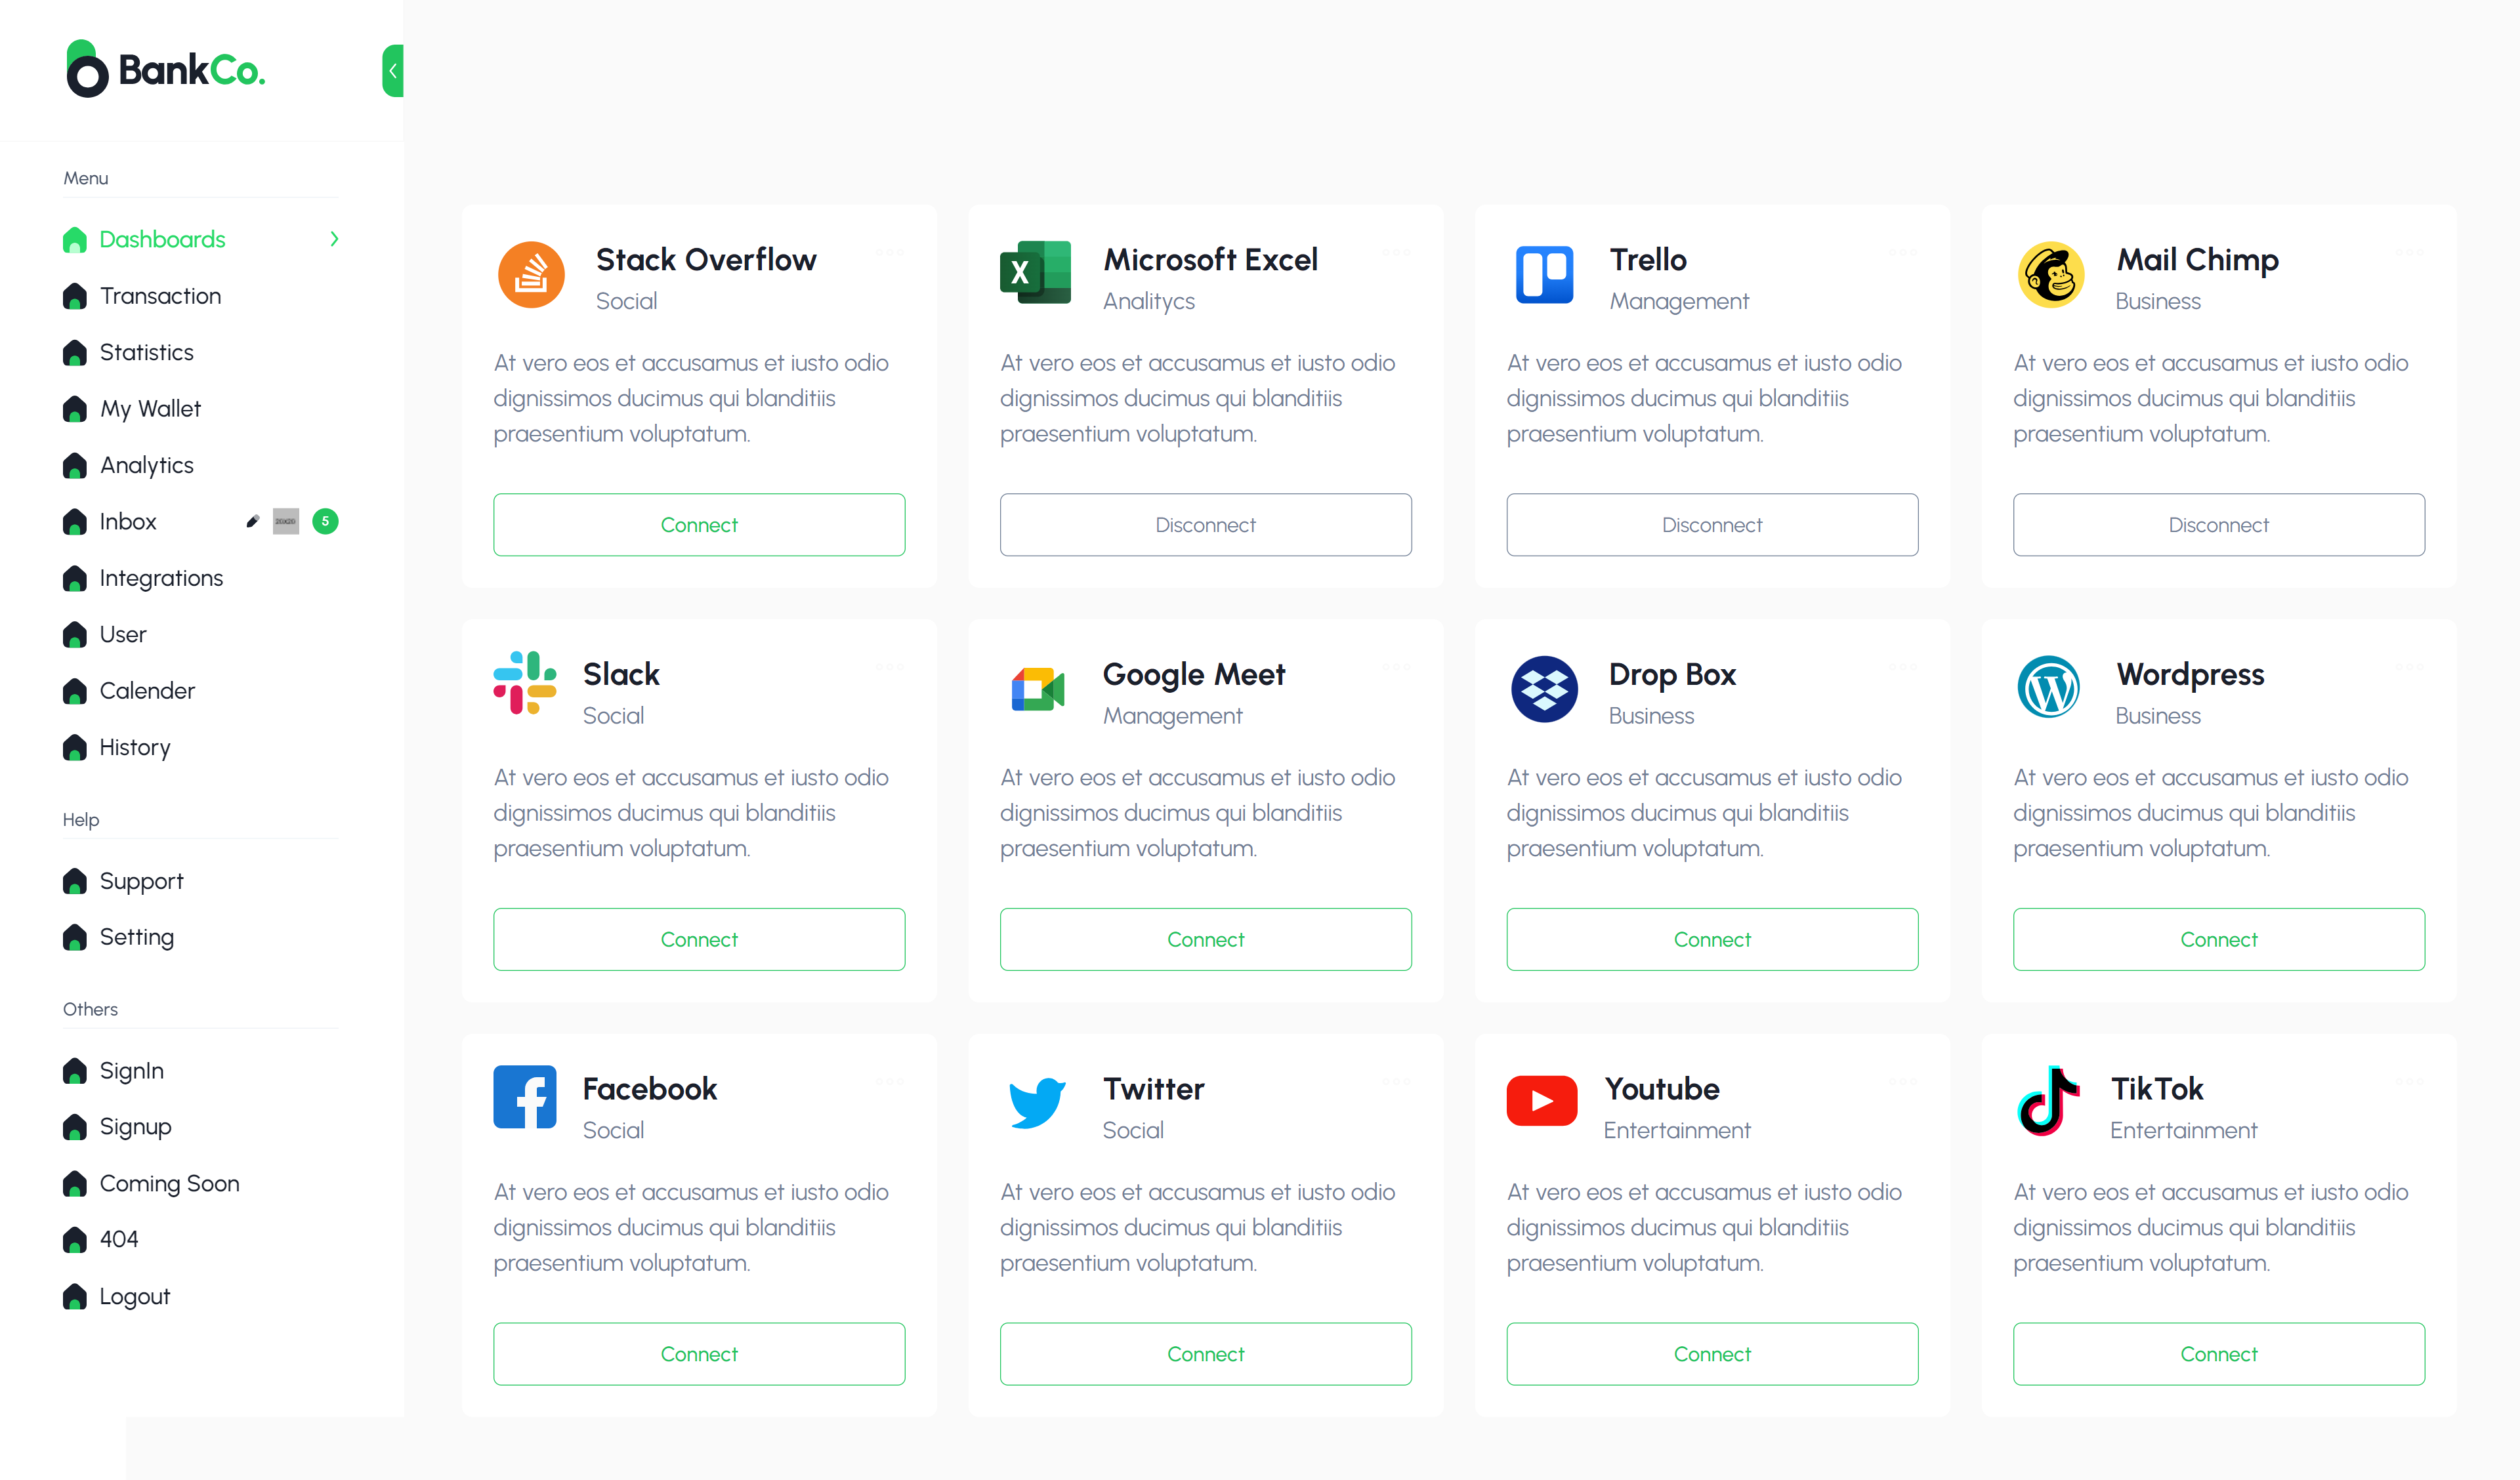 BankCo.
Menu
Dashboards
Transaction
Statistics
My Wallet
Analytics
Inbox
5
Integrations
User
Calender
History
Help
Support
Setting
Others
SignIn
Signup
Coming Soon
404
Logout
Stack Overflow
Social
At vero eos et accusamus et iusto odio
dignissimos ducimus qui blanditiis
praesentium voluptatum.
Connect
Microsoft Excel
Analitycs
At vero eos et accusamus et iusto odio
dignissimos ducimus qui blanditiis
praesentium voluptatum.
Disconnect
Trello
Management
At vero eos et accusamus et iusto odio
dignissimos ducimus qui blanditiis
praesentium voluptatum.
Disconnect
Mail Chimp
Business
At vero eos et accusamus et iusto odio
dignissimos ducimus qui blanditiis
praesentium voluptatum.
Disconnect
Slack
Social
At vero eos et accusamus et iusto odio
dignissimos ducimus qui blanditiis
praesentium voluptatum.
Connect
Google Meet
Management
At vero eos et accusamus et iusto odio
dignissimos ducimus qui blanditiis
praesentium voluptatum.
Connect
Drop Box
Business
At vero eos et accusamus et iusto odio
dignissimos ducimus qui blanditiis
praesentium voluptatum.
Connect
Wordpress
Business
At vero eos et accusamus et iusto odio
dignissimos ducimus qui blanditiis
praesentium voluptatum.
Connect
Facebook
Social
At vero eos et accusamus et iusto odio
dignissimos ducimus qui blanditiis
praesentium voluptatum.
Connect
Twitter
Social
At vero eos et accusamus et iusto odio
dignissimos ducimus qui blanditiis
praesentium voluptatum.
Connect
Youtube
Entertainment
At vero eos et accusamus et iusto odio
dignissimos ducimus qui blanditiis
praesentium voluptatum.
Connect
TikTok
Entertainment
At vero eos et accusamus et iusto odio
dignissimos ducimus qui blanditiis
praesentium voluptatum.
Connect